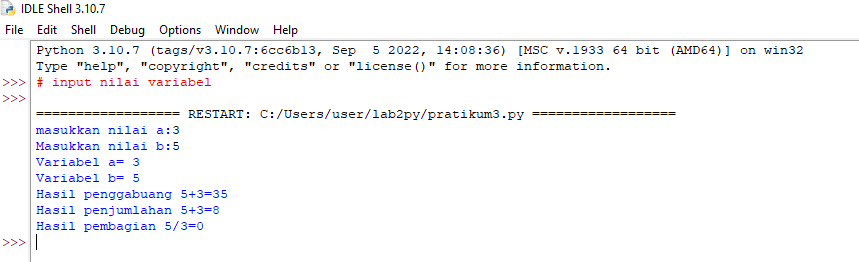 IDLE Shell 3.10.7
File Edit Shell Debug Options Window Help
Python 3.10.7 (tags/v3.10.7:6cc6b13, Sep  5 2022, 14:08:36) [MSC v.1933 64 bit (AMD64)] on win32
Type "help", "copyright", "credits" or "license()" for more information.
>>> # input nilai variabel
>>>
================== RESTART: C:/Users/user/lab2py/pratikum3.py ==================
masukkan nilai a:3
Masukkan nilai b:5
Variabel a= 3
Variabel b= 5
Hasil penggabuang 5+3=35
Hasil penjumlahan 5+3=8
Hasil pembagian 5/3=0
>>>